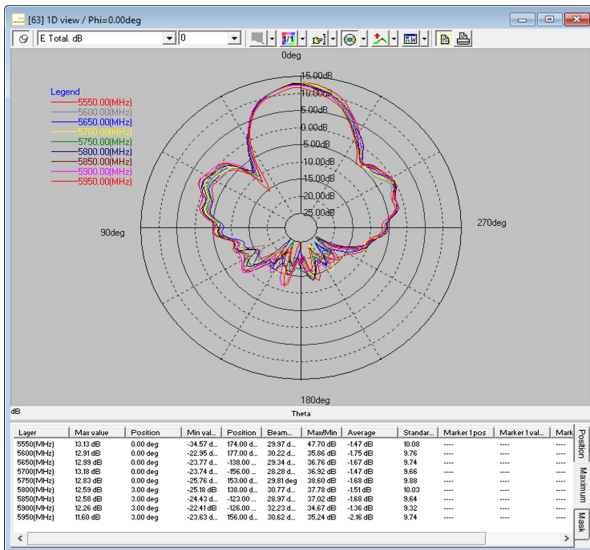 [63] 1D view / Phi=0.00deg
E Total. dB 0
0deg
15.00dB
10.00dB
5.00dB
0.00dB
5.00dB
10.00dB
15.00dB
20.00dB
25.00dB
Legend
5550.00(MHz)
5600.00(MHz)
5650.00(MHz)
5700.00(MHz)
5750.00(MHz)
5800.00(MHz)
5850.00(MHz)
5900.00(MHz)
5950.00(MHz)
90deg
270deg
180deg
dB
Theta
Layer Max value Position Min val... Position Beam... Max/Min Average Standar... Marker 1 pos Marker 1 val... Mark
5550(MHz) 13.13 dB 0.00 deg -34.57 d... 174.00 d... 29.97 d... 47.70 dB -1.47 dB 10.08 ---- ---- ----
5600(MHz) 12.91 dB 0.00 deg -22.95 d... 177.00 d... 30.22 d... 35.86 dB -1.75 dB 9.76 ---- ---- ----
5650(MHz) 12.99 dB 0.00 deg -23.77 d... -138.00 ... 29.34 d... 36.76 dB -1.67 dB 9.74 ---- ---- ----
5700(MHz) 13.18 dB 0.00 deg -23.74 d... -156.00 ... 28.28 d... 36.92 dB -1.47 dB 9.66 ---- ---- ----
5750(MHz) 12.83 dB 0.00 deg -25.76 d... 153.00 d... 29.81 deg 38.60 dB -1.68 dB 9.88 ---- ---- ----
5800(MHz) 12.59 dB 3.00 deg -25.18 dB 138.00 d... 30.77 d... 37.78 dB -1.51 dB 10.03 ---- ---- ----
5850(MHz) 12.58 dB 3.00 deg -24.43 d... -123.00 ... 28.97 d... 37.02 dB -1.68 dB 9.64 ---- ---- ----
5900(MHz) 12.26 dB 3.00 deg -22.41 dB -126.00 ... 32.23 d... 34.67 dB -1.36 dB 9.32 ---- ---- ----
5950(MHz) 11.60 dB 3.00 deg -23.63 d... 156.00 d... 30.62 d... 35.24 dB -2.16 dB 9.74 ---- ---- ----
Position
Maximum
Mask